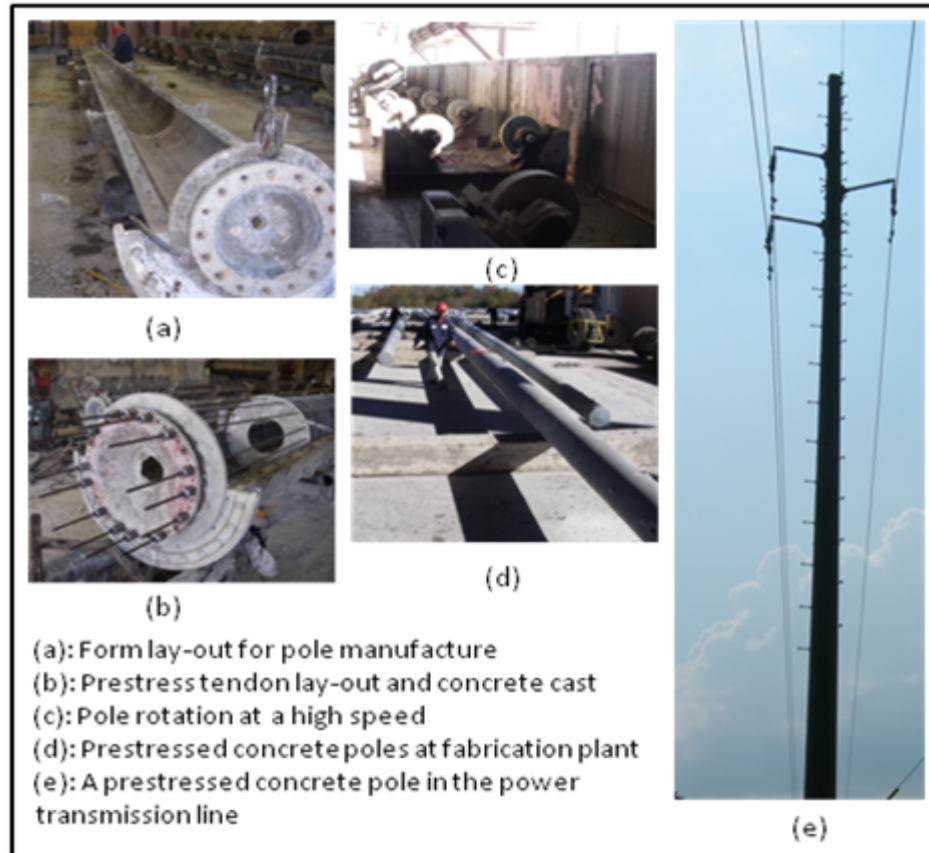 (a)
(c)
(b)
(d)
(a): Form lay-out for pole manufacture
(b): Prestress tendon lay-out and concrete cast
(c): Pole rotation at a high speed
(d): Prestressed concrete poles at fabrication plant
(e): A prestressed concrete pole in the power
transmission line
(e)